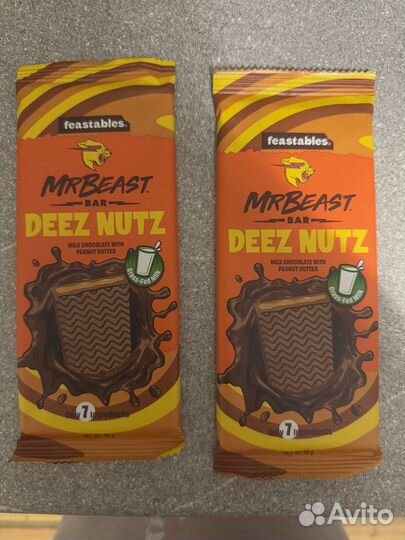 feastables.
MRBEAST
BAR
DEEZ NUTZ
MILK CHOCOLATE WITH
PEANUT BUTTER
Grass-Fed Milk
Only 7 Ingredients
feastables.
MRBEAST
BAR
DEEZ NUTZ
MILK CHOCOLATE WITH
PEANUT BUTTER
Grass-Fed Milk
Only 7 Ingredients
Avito